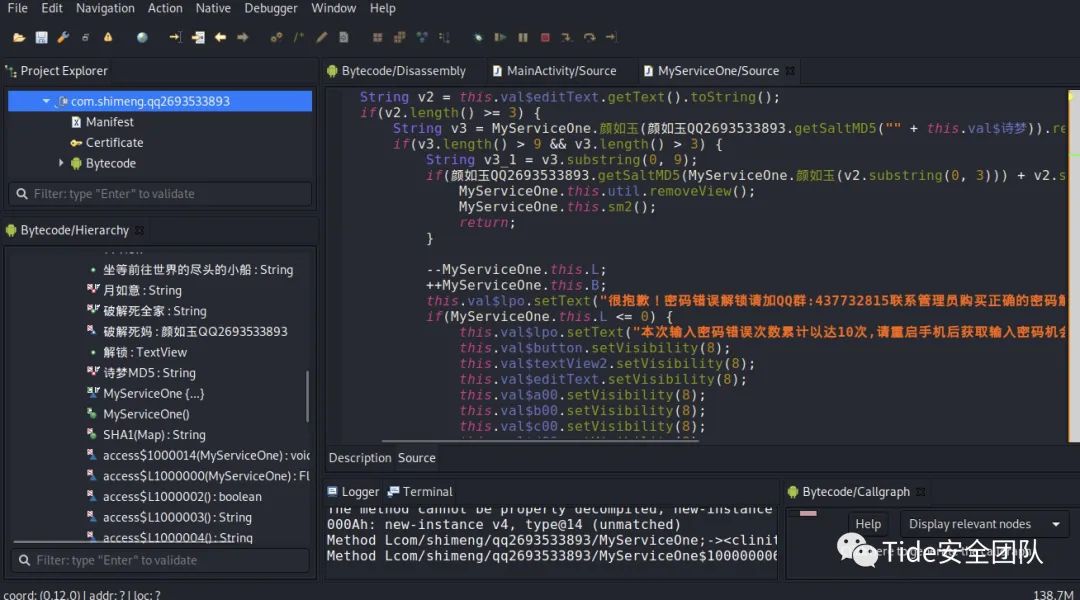 File Edit Navigation Action Native Debugger Window Help
Project Explorer
com.shimeng.qq2693533893
Manifest
Certificate
Bytecode
Filter: type "Enter" to validate
Bytecode/Hierarchy
坐等前往世界的尽头的小船 : String
月如意 : String
破解死全家 : String
破解死妈 : 颜如玉QQ2693533893
解锁 : TextView
诗梦MD5 : String
MyServiceOne {...}
MyServiceOne()
SHA1(Map) : String
access$1000014(MyServiceOne) : voic
access$L1000000(MyServiceOne) : Fl
access$L1000002() : boolean
access$L1000003() : String
access$L1000004() : String
Filter: type "Enter" to validate
Bytecode/Disassembly MainActivity/Source MyServiceOne/Source
String v2 = this.val$editText.getText().toString();
if(v2.length() >= 3) {
String v3 = MyServiceOne.颜如玉(颜如玉QQ2693533893.getSaltMD5("" + this.val$诗梦)).re
if(v3.length() > 9 && v3.length() > 3) {
String v3_1 = v3.substring(0, 9);
if(颜如玉QQ2693533893.getSaltMD5(MyServiceOne.颜如玉(v2.substring(0, 3))) + v2.s
MyServiceOne.this.util.removeView();
MyServiceOne.this.sm2();
return;
}
--MyServiceOne.this.L;
++MyServiceOne.this.B;
this.val$lpo.setText("很抱歉！密码错误解锁请加QQ群:437732815联系管理员购买正确的密码解
if(MyServiceOne.this.L <= 0) {
this.val$lpo.setText("本次输入密码错误次数累计以达10次,请重启手机后获取输入密码机会
this.val$button.setVisibility(8);
this.val$textView2.setVisibility(8);
this.val$editText.setVisibility(8);
this.val$a00.setVisibility(8);
this.val$b00.setVisibility(8);
this.val$c00.setVisibility(8);
Description Source
Logger Terminal
The method cannot be properly decompiled, new-instance
000Ah: new-instance v4, type@14 (unmatched)
Method Lcom/shimeng/qq2693533893/MyServiceOne;-><clinit
Method Lcom/shimeng/qq2693533893/MyServiceOne$100000006
Bytecode/Callgraph
Help Display relevant nodes
Tide安全团队
coord: (0,12,0) | addr: ? | loc: ? 138.7M